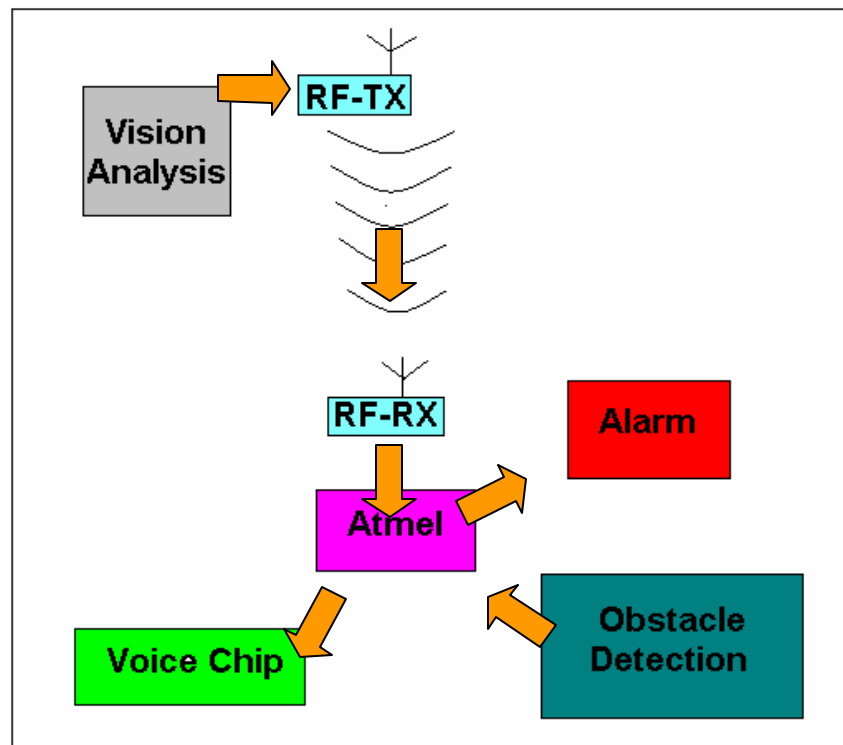 RF-TX
Vision
Analysis
RF-RX
Alarm
Atmel
Obstacle
Detection
Voice Chip